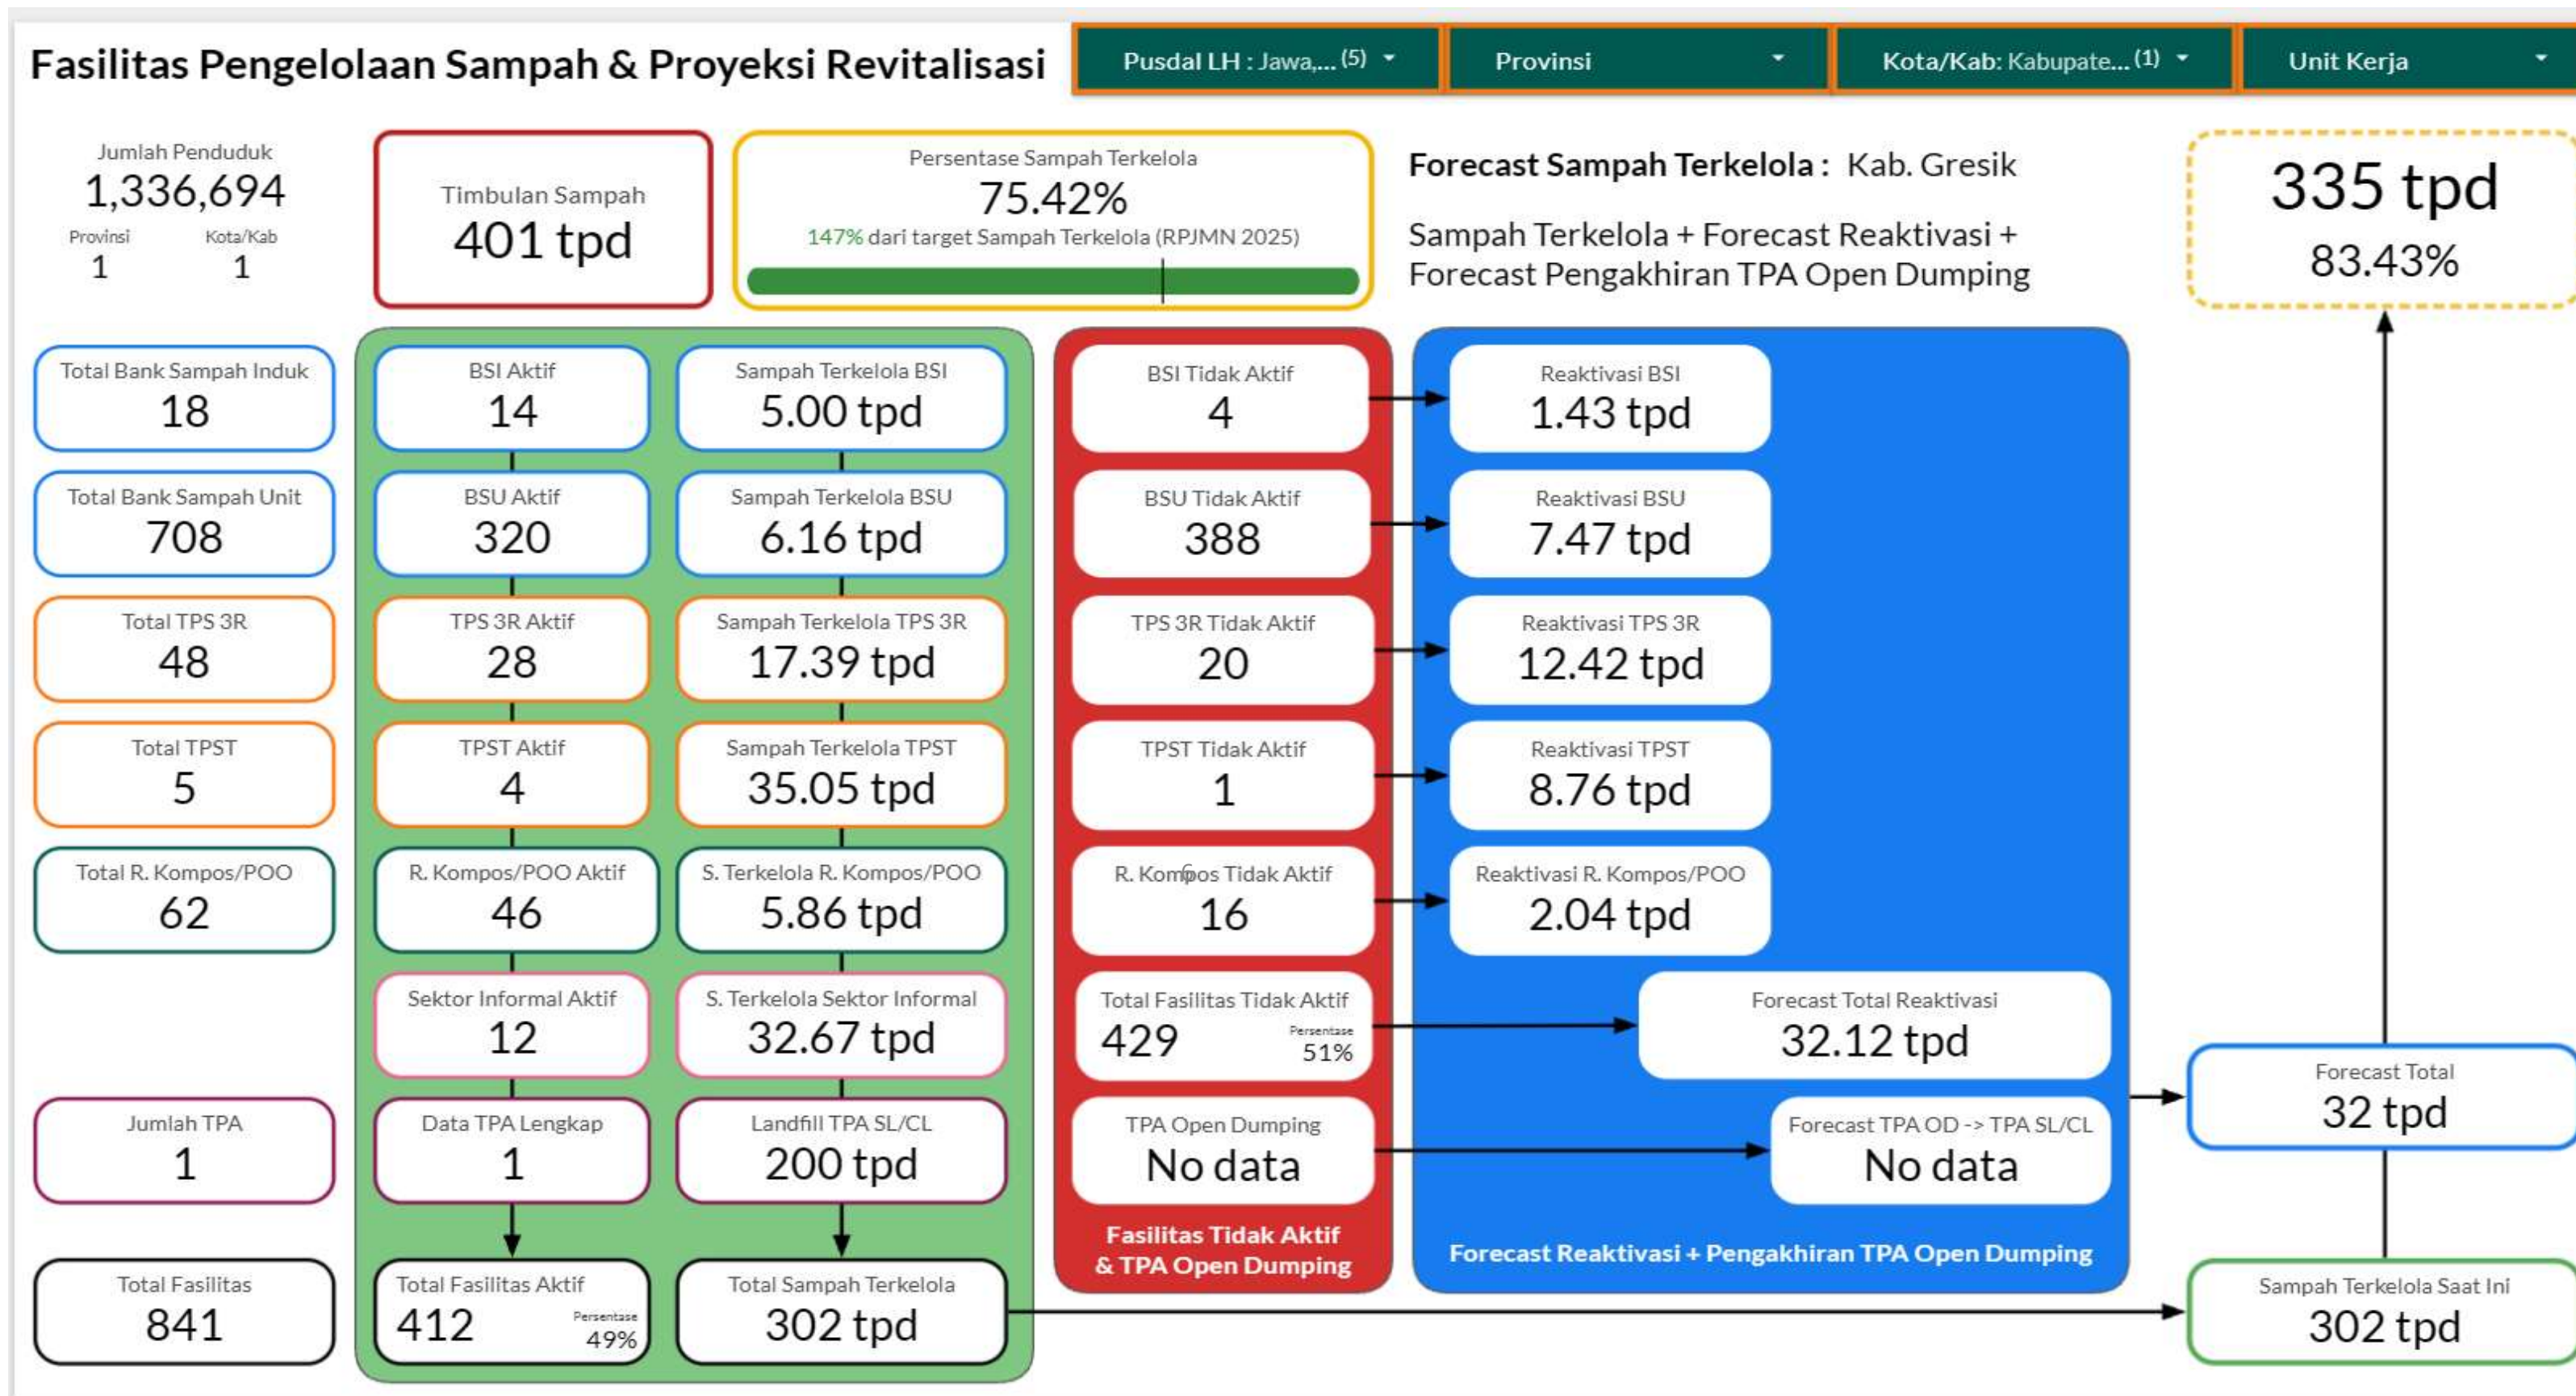 Fasilitas Pengelolaan Sampah & Proyeksi Revitalisasi
Pusdal LH : Jawa,... (5)
Provinsi
Kota/Kab: Kabupate... (1)
Unit Kerja
Jumlah Penduduk
1,336,694
Provinsi
1
Kota/Kab
1
Timbulan Sampah
401 tpd
Persentase Sampah Terkelola
75.42%
147% dari target Sampah Terkelola (RPJMN 2025)
Forecast Sampah Terkelola : Kab. Gresik
Sampah Terkelola + Forecast Reaktivasi +
Forecast Pengakhiran TPA Open Dumping
335 tpd
83.43%
Total Bank Sampah Induk
18
BSI Aktif
14
Sampah Terkelola BSI
5.00 tpd
BSI Tidak Aktif
4
Reaktivasi BSI
1.43 tpd
Total Bank Sampah Unit
708
BSU Aktif
320
Sampah Terkelola BSU
6.16 tpd
BSU Tidak Aktif
388
Reaktivasi BSU
7.47 tpd
Total TPS 3R
48
TPS 3R Aktif
28
Sampah Terkelola TPS 3R
17.39 tpd
TPS 3R Tidak Aktif
20
Reaktivasi TPS 3R
12.42 tpd
Total TPST
5
TPST Aktif
4
Sampah Terkelola TPST
35.05 tpd
TPST Tidak Aktif
1
Reaktivasi TPST
8.76 tpd
Total R. Kompos/POO
62
R. Kompos/POO Aktif
46
S. Terkelola R. Kompos/POO
5.86 tpd
R. Kompos Tidak Aktif
16
Reaktivasi R. Kompos/POO
2.04 tpd
Sektor Informal Aktif
12
S. Terkelola Sektor Informal
32.67 tpd
Total Fasilitas Tidak Aktif
429
Persentase
51%
Forecast Total Reaktivasi
32.12 tpd
Jumlah TPA
1
Data TPA Lengkap
1
Landfill TPA SL/CL
200 tpd
TPA Open Dumping
No data
Forecast TPA OD -> TPA SL/CL
No data
Forecast Total
32 tpd
Fasilitas Tidak Aktif
& TPA Open Dumping
Forecast Reaktivasi + Pengakhiran TPA Open Dumping
Total Fasilitas
841
Total Fasilitas Aktif
412
Persentase
49%
Total Sampah Terkelola
302 tpd
Sampah Terkelola Saat Ini
302 tpd